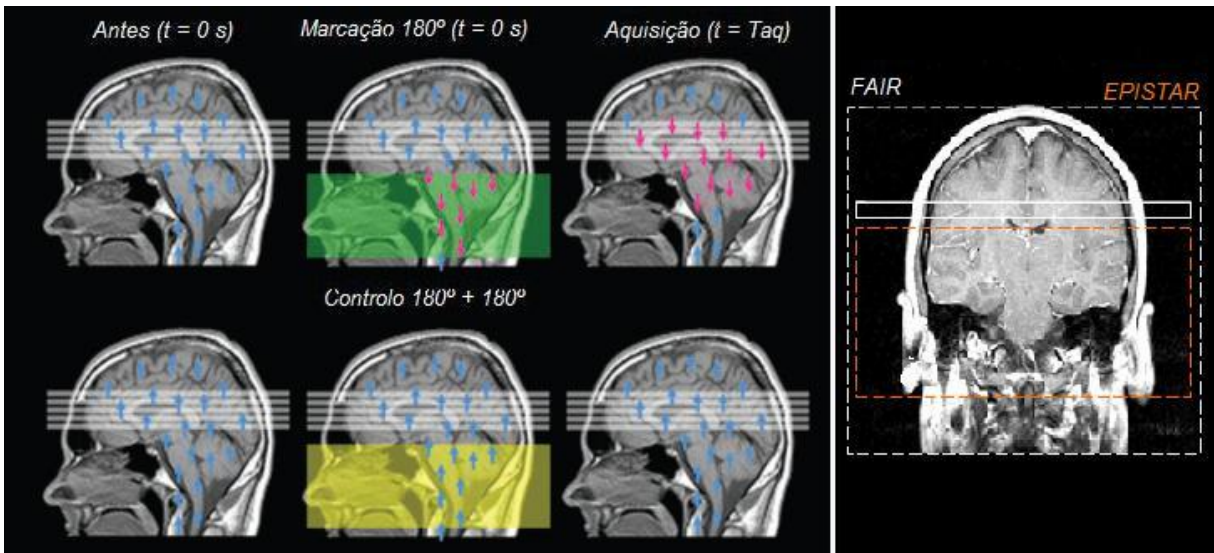 Antes (t = 0 s)
Marcação 180º (t = 0 s)
Aquisição (t = Taq)
Controlo 180º + 180º
FAIR
EPISTAR